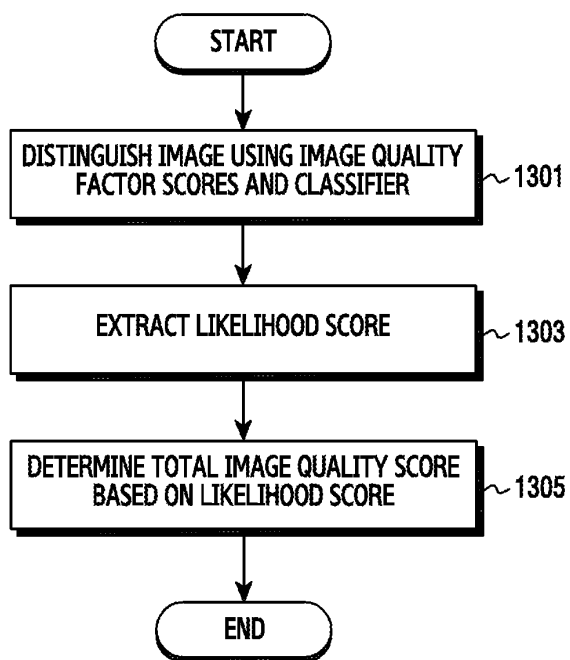 START
DISTINGUISH IMAGE USING IMAGE QUALITY
FACTOR SCORES AND CLASSIFIER
1301
EXTRACT LIKELIHOOD SCORE
1303
DETERMINE TOTAL IMAGE QUALITY SCORE
BASED ON LIKELIHOOD SCORE
1305
END